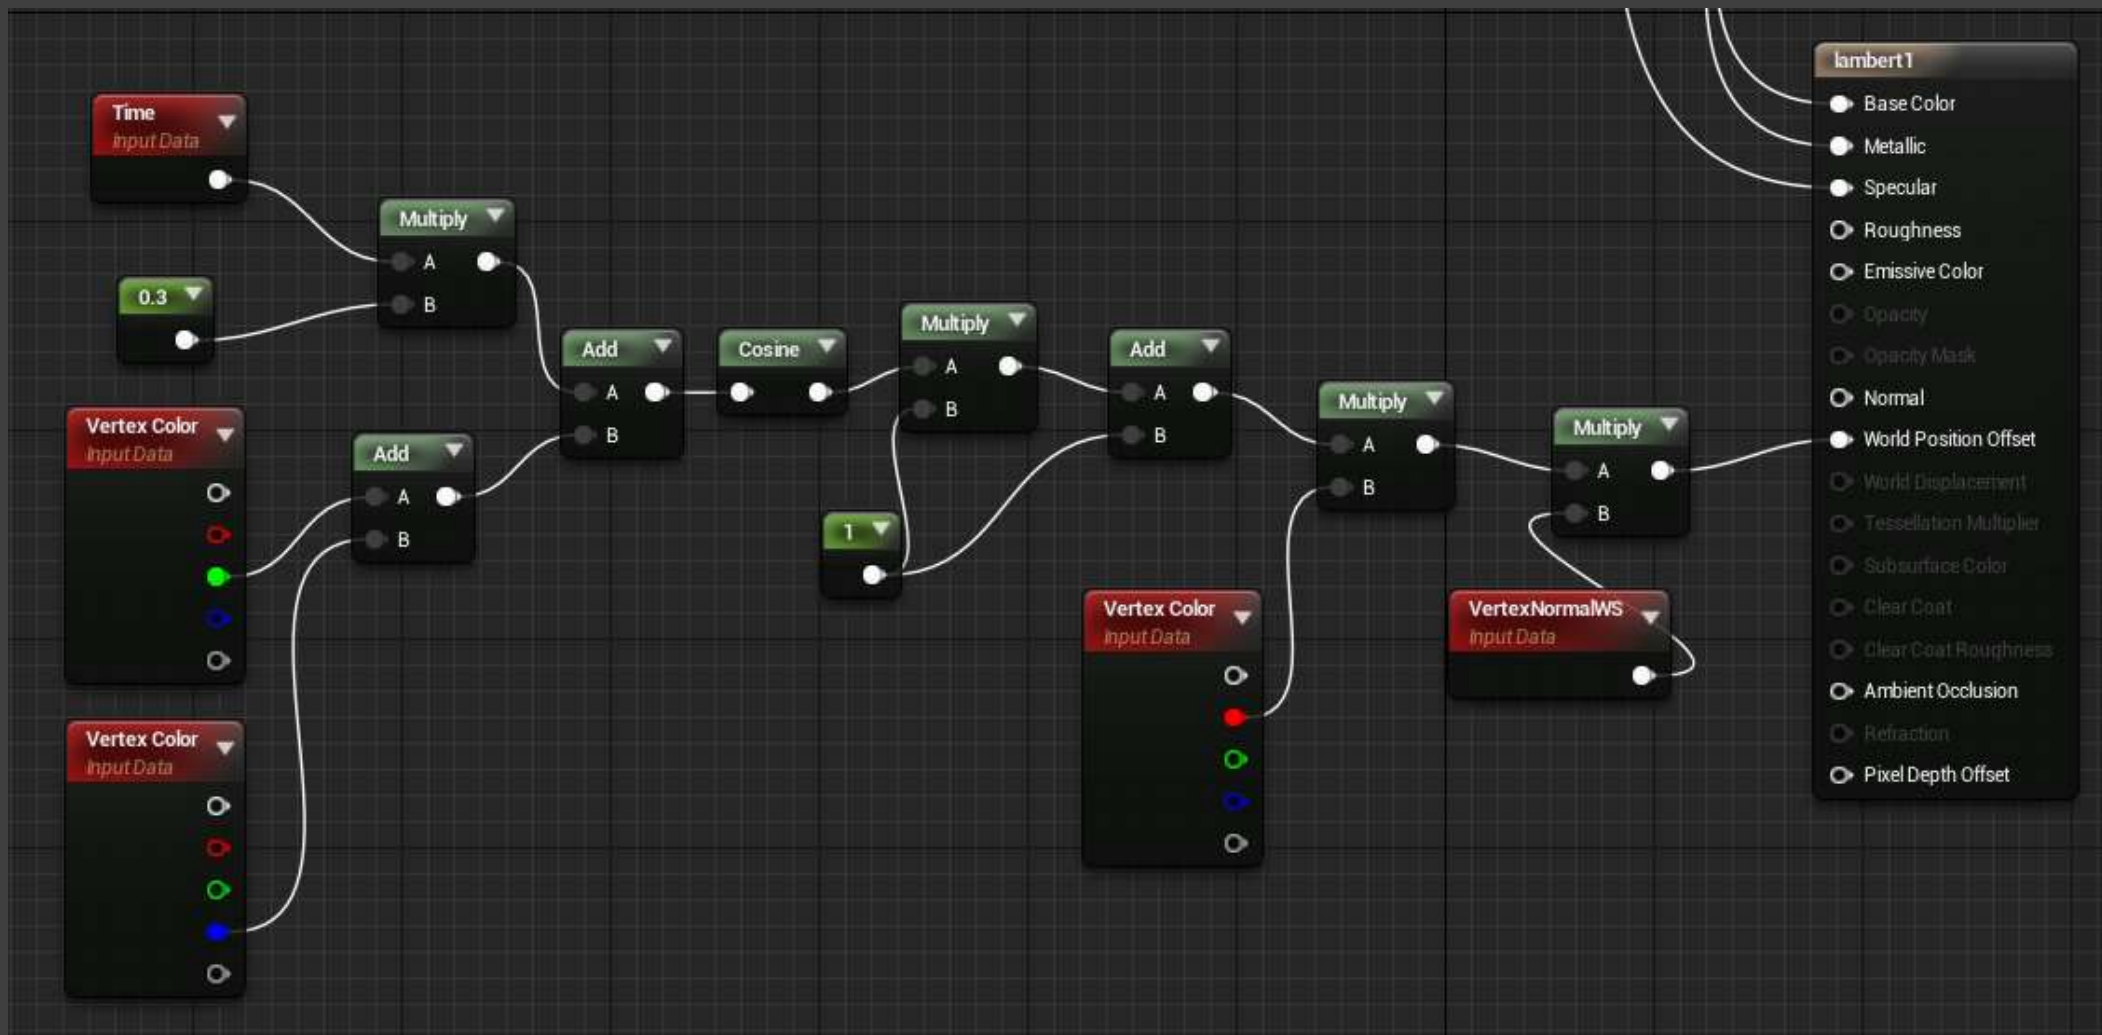 Time
Input Data
Multiply
A
B
0.3
Vertex Color
Input Data
Add
A
B
Vertex Color
Input Data
Add
A
B
Cosine
Multiply
A
B
1
Add
A
B
Vertex Color
Input Data
Multiply
A
B
VertexNormalWS
Input Data
Multiply
A
B
lambert1
Base Color
Metallic
Specular
Roughness
Emissive Color
Opacity
Opacity Mask
Normal
World Position Offset
World Displacement
Tessellation Multiplier
Subsurface Color
Clear Coat
Clear Coat Roughness
Ambient Occlusion
Refraction
Pixel Depth Offset